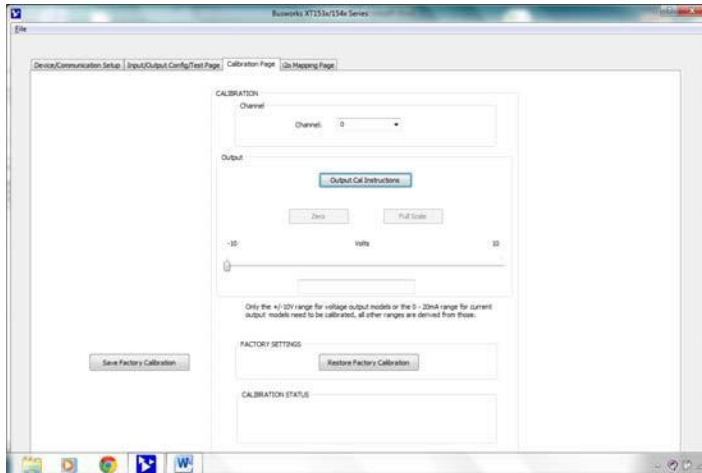 Busworks XT153x/154x Series
File
Device/Communication Setup Input/Output Config/Test Page Calibration Page i2o Mapping Page
CALIBRATION
Channel
Channel: 0
Output
Output Cal Instructions
Zero Full Scale
-10 Volts 10
Only the +/-10V range for voltage output models or the 0 - 20mA range for current
output models need to be calibrated, all other ranges are derived from those.
FACTORY SETTINGS
Save Factory Calibration Restore Factory Calibration
CALIBRATION STATUS